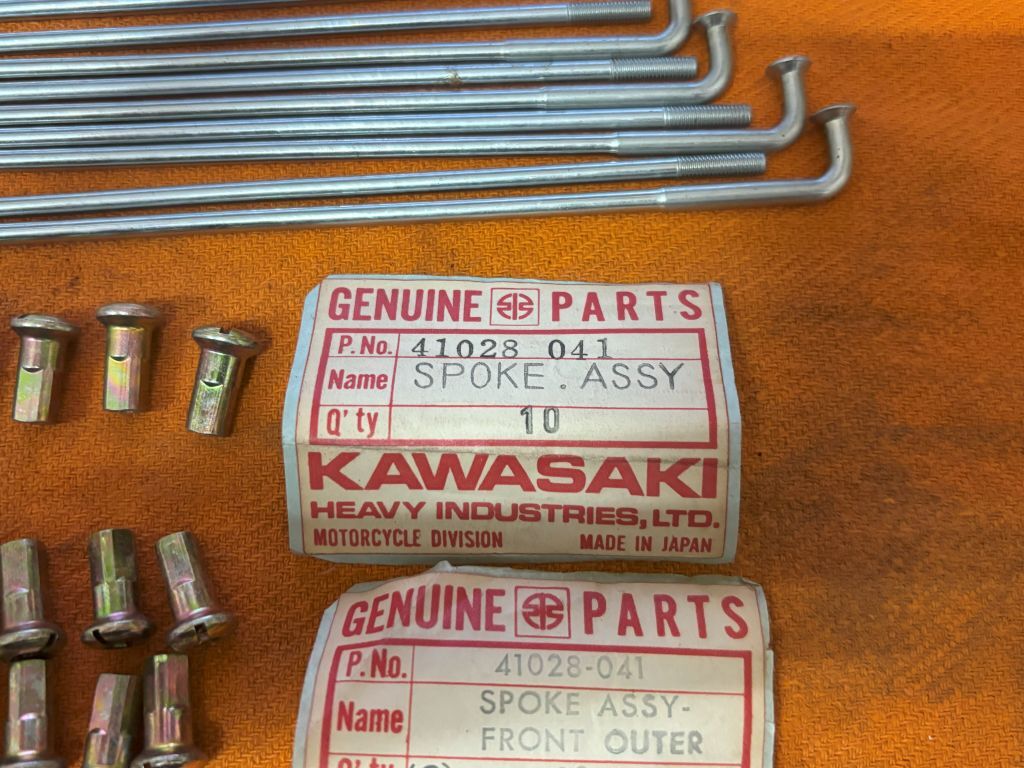 GENUINE PARTS
P. No. 41028 041
Name SPOKE. ASSY
Q'ty 10
KAWASAKI
HEAVY INDUSTRIES, LTD.
MOTORCYCLE DIVISION MADE IN JAPAN
GENUINE PARTS
P. No. 41028-041
Name SPOKE ASSY-
FRONT OUTER
Q'ty